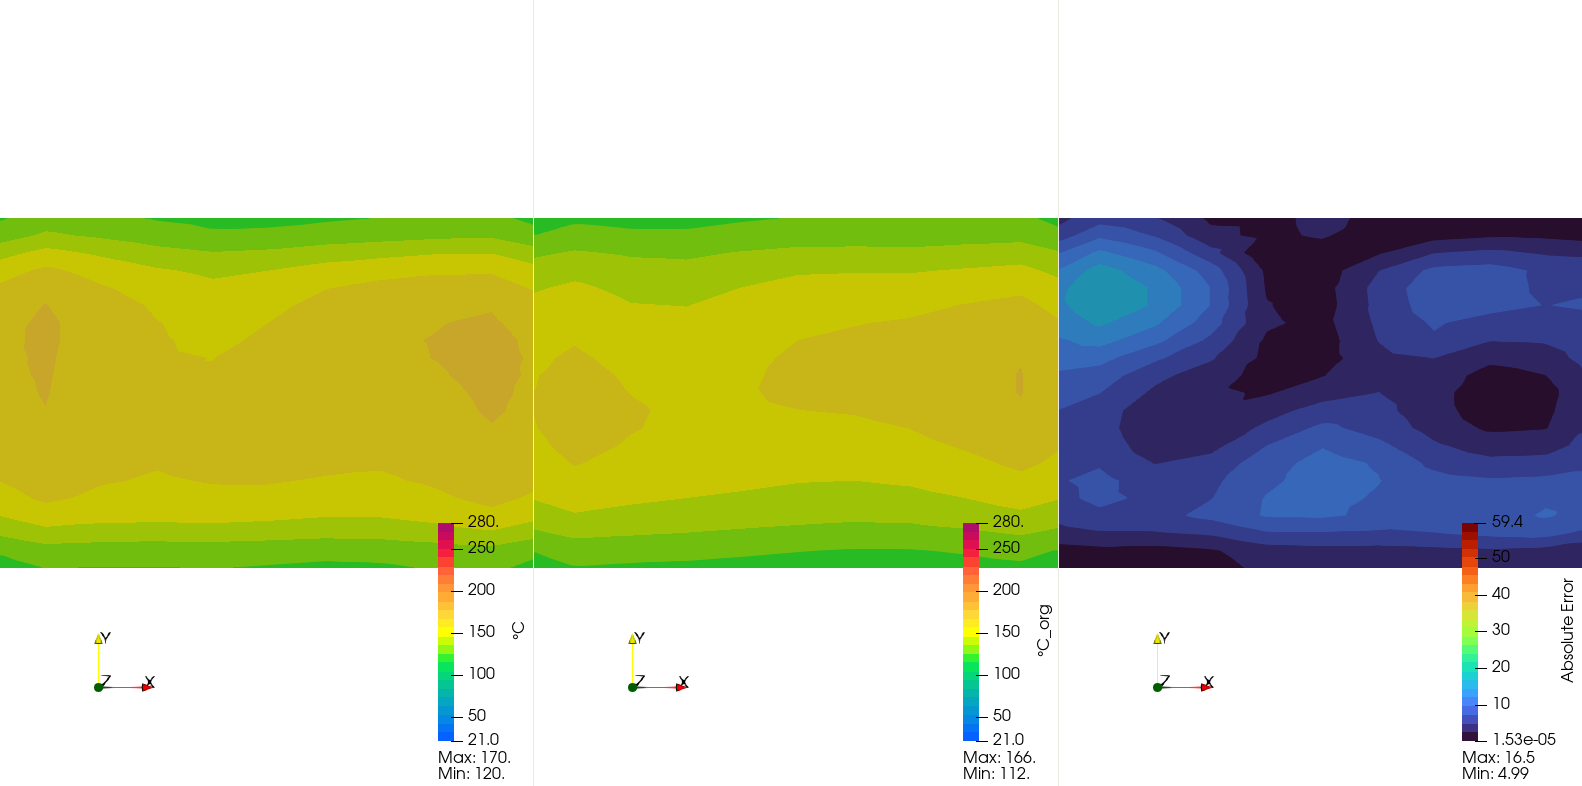 280.
250
200
150
100
50
21.0
°C
Max: 170.
Min: 120.
Y
Z
X
280.
250
200
150
100
50
21.0
°C_org
Max: 166.
Min: 112.
Y
Z
X
59.4
50
40
30
20
10
1.53e-05
Absolute Error
Max: 16.5
Min: 4.99
Y
Z
X